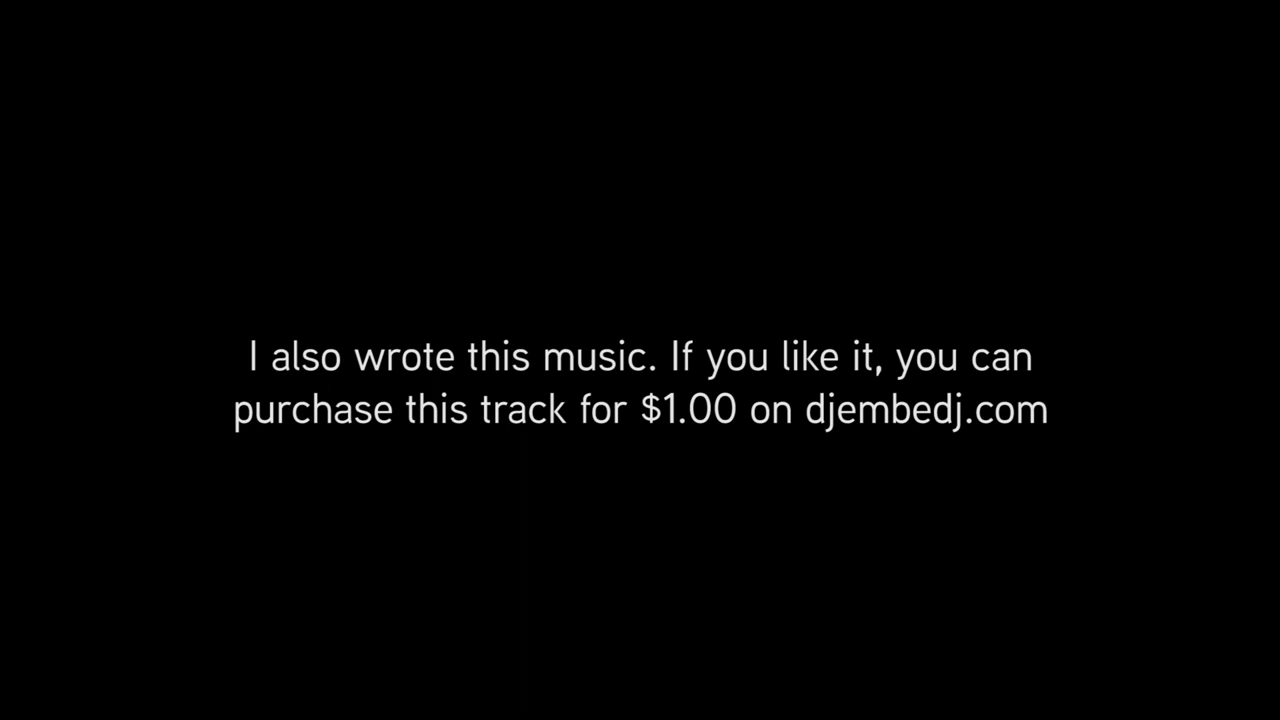 I also wrote this music. If you like it, you can
purchase this track for $1.00 on djembedj.com